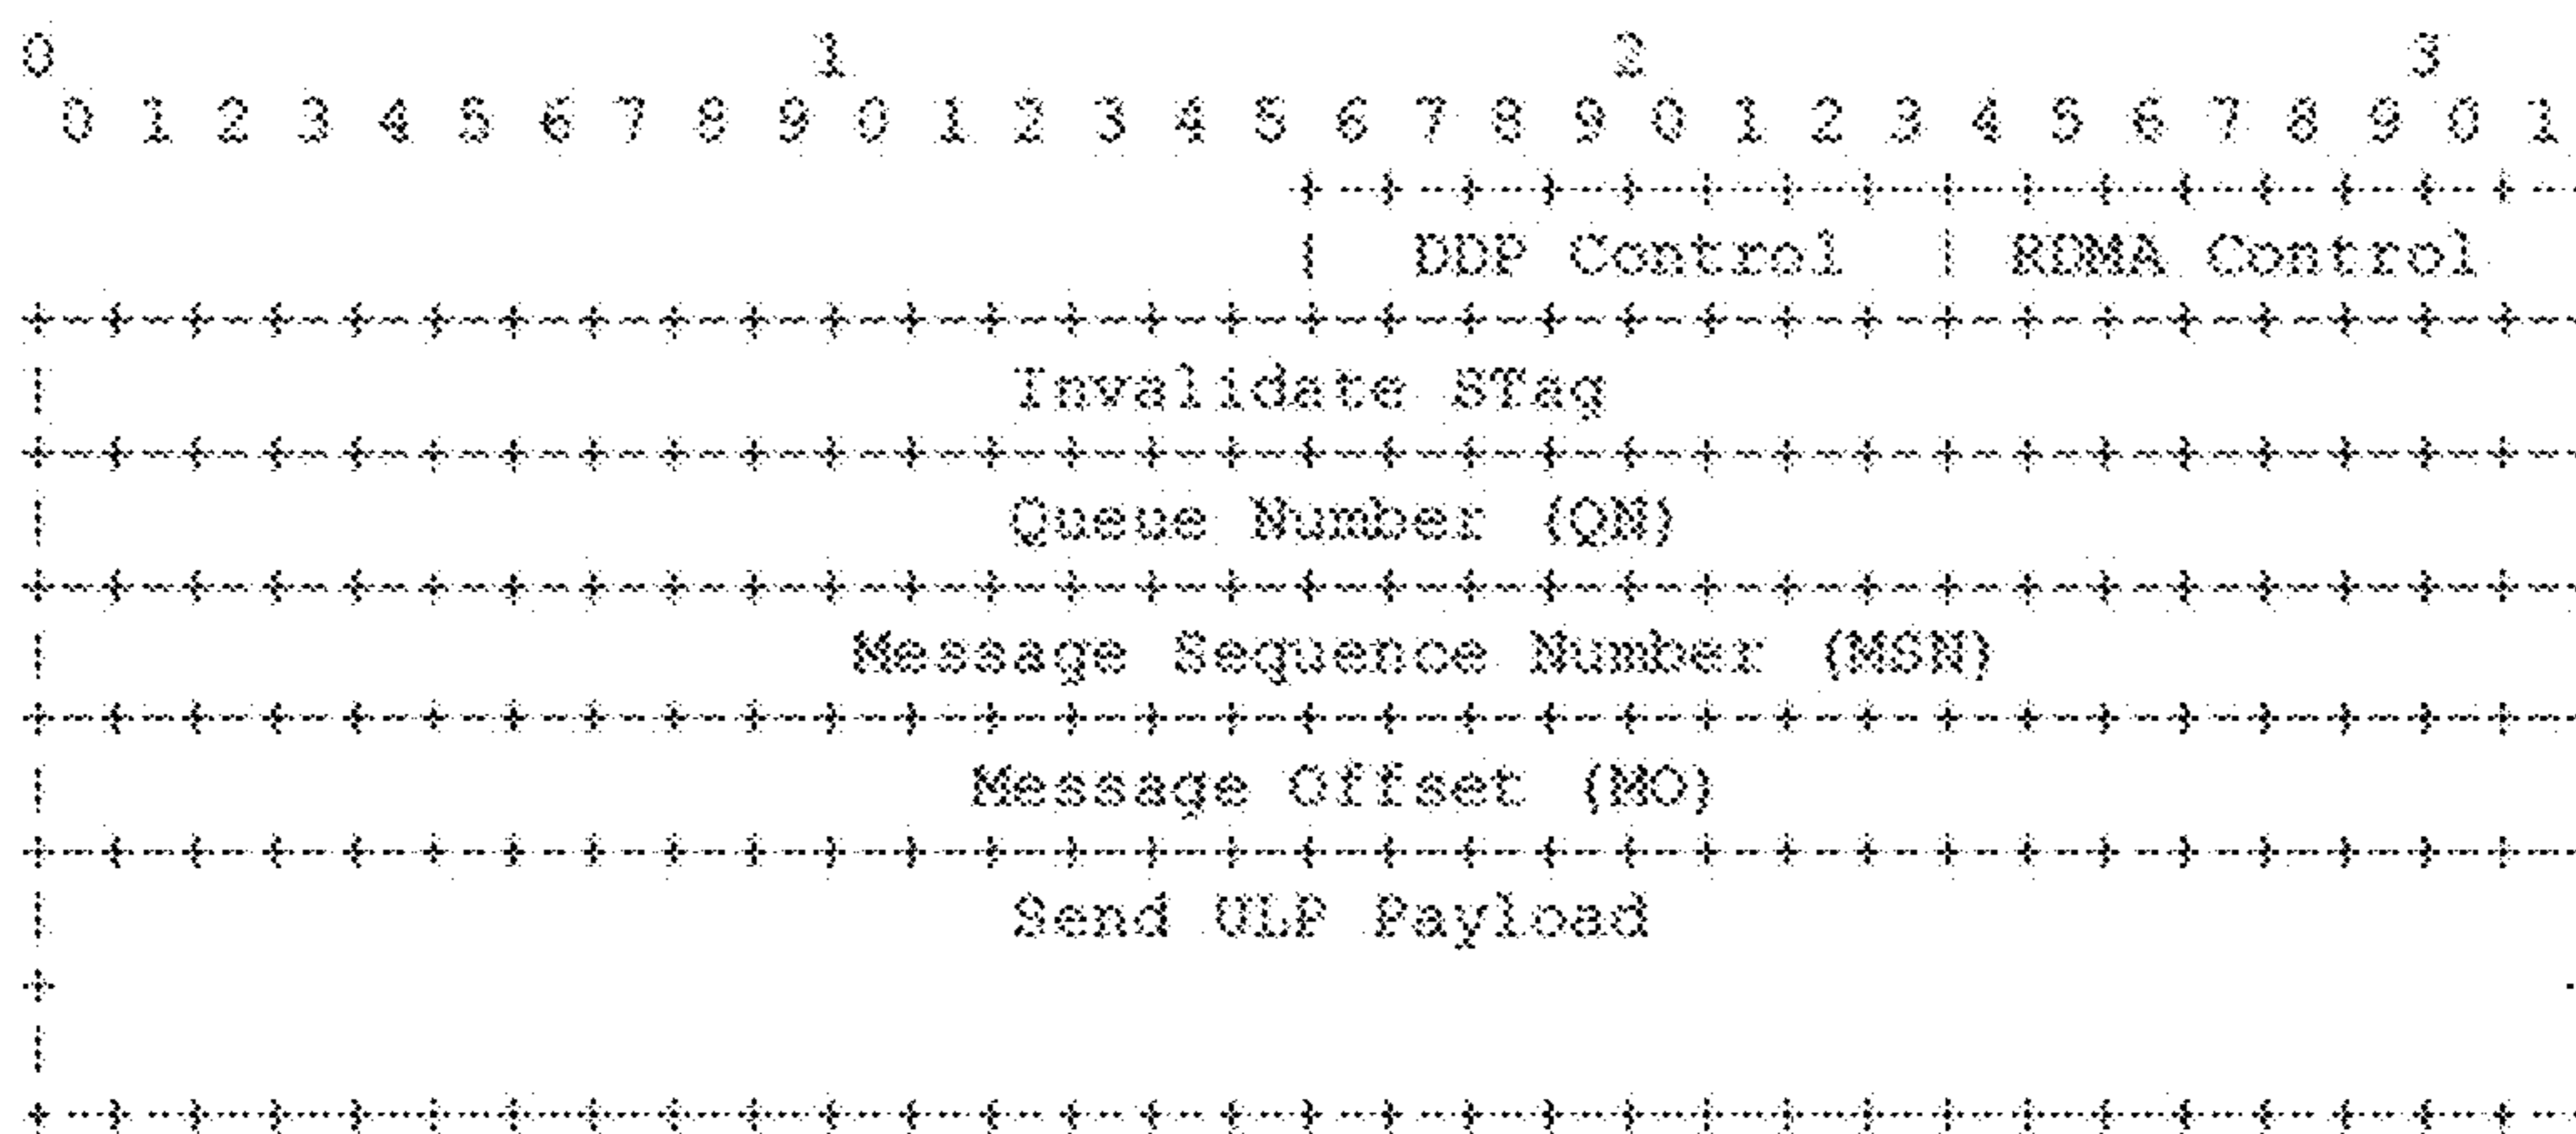 0                   1                   2                   3
 0 1 2 3 4 5 6 7 8 9 0 1 2 3 4 5 6 7 8 9 0 1 2 3 4 5 6 7 8 9 0 1
                                +-+-+-+-+-+-+-+-+-+-+-+-+-+-+-+-
                                |  DDP Control  | RDMA Control
+-+-+-+-+-+-+-+-+-+-+-+-+-+-+-+-+-+-+-+-+-+-+-+-+-+-+-+-+-+-+-+-
|                        Invalidate STag
+-+-+-+-+-+-+-+-+-+-+-+-+-+-+-+-+-+-+-+-+-+-+-+-+-+-+-+-+-+-+-+-
|                        Queue Number (QN)
+-+-+-+-+-+-+-+-+-+-+-+-+-+-+-+-+-+-+-+-+-+-+-+-+-+-+-+-+-+-+-+-
|                    Message Sequence Number (MSN)
+-+-+-+-+-+-+-+-+-+-+-+-+-+-+-+-+-+-+-+-+-+-+-+-+-+-+-+-+-+-+-+-
|                       Message Offset (MO)
+-+-+-+-+-+-+-+-+-+-+-+-+-+-+-+-+-+-+-+-+-+-+-+-+-+-+-+-+-+-+-+-
|                        Send ULP Payload
+
|
+-+-+-+-+-+-+-+-+-+-+-+-+-+-+-+-+-+-+-+-+-+-+-+-+-+-+-+-+-+-+-+-